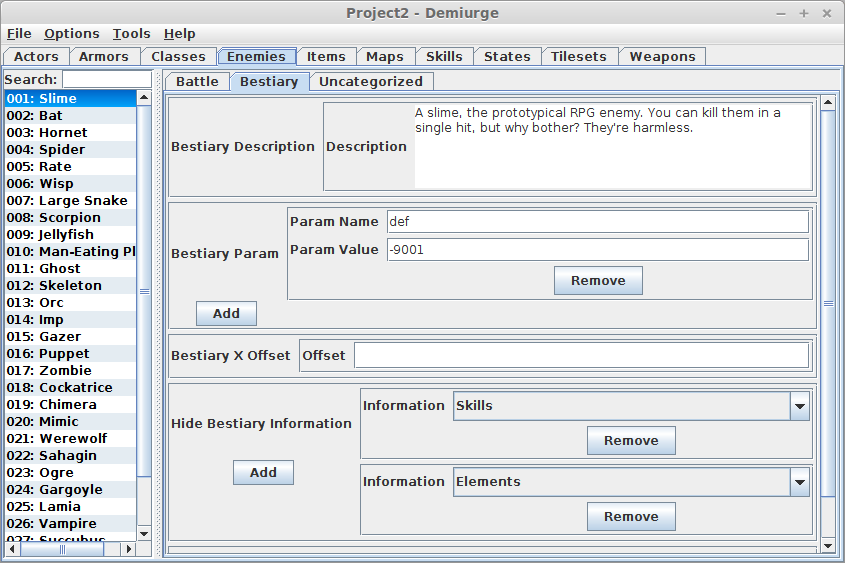 Project2 - Demiurge
File Options Tools Help
Actors Armors Classes Enemies Items Maps Skills States Tilesets Weapons
Search:
001: Slime
002: Bat
003: Hornet
004: Spider
005: Rate
006: Wisp
007: Large Snake
008: Scorpion
009: Jellyfish
010: Man-Eating Pl
011: Ghost
012: Skeleton
013: Orc
014: Imp
015: Gazer
016: Puppet
017: Zombie
018: Cockatrice
019: Chimera
020: Mimic
021: Werewolf
022: Sahagin
023: Ogre
024: Gargoyle
025: Lamia
026: Vampire
027: Succubus
Battle Bestiary Uncategorized
Bestiary Description
Description
A slime, the prototypical RPG enemy. You can kill them in a
single hit, but why bother? They're harmless.
Bestiary Param
Param Name def
Param Value -9001
Remove
Add
Bestiary X Offset Offset
Hide Bestiary Information
Information Skills
Remove
Add
Information Elements
Remove